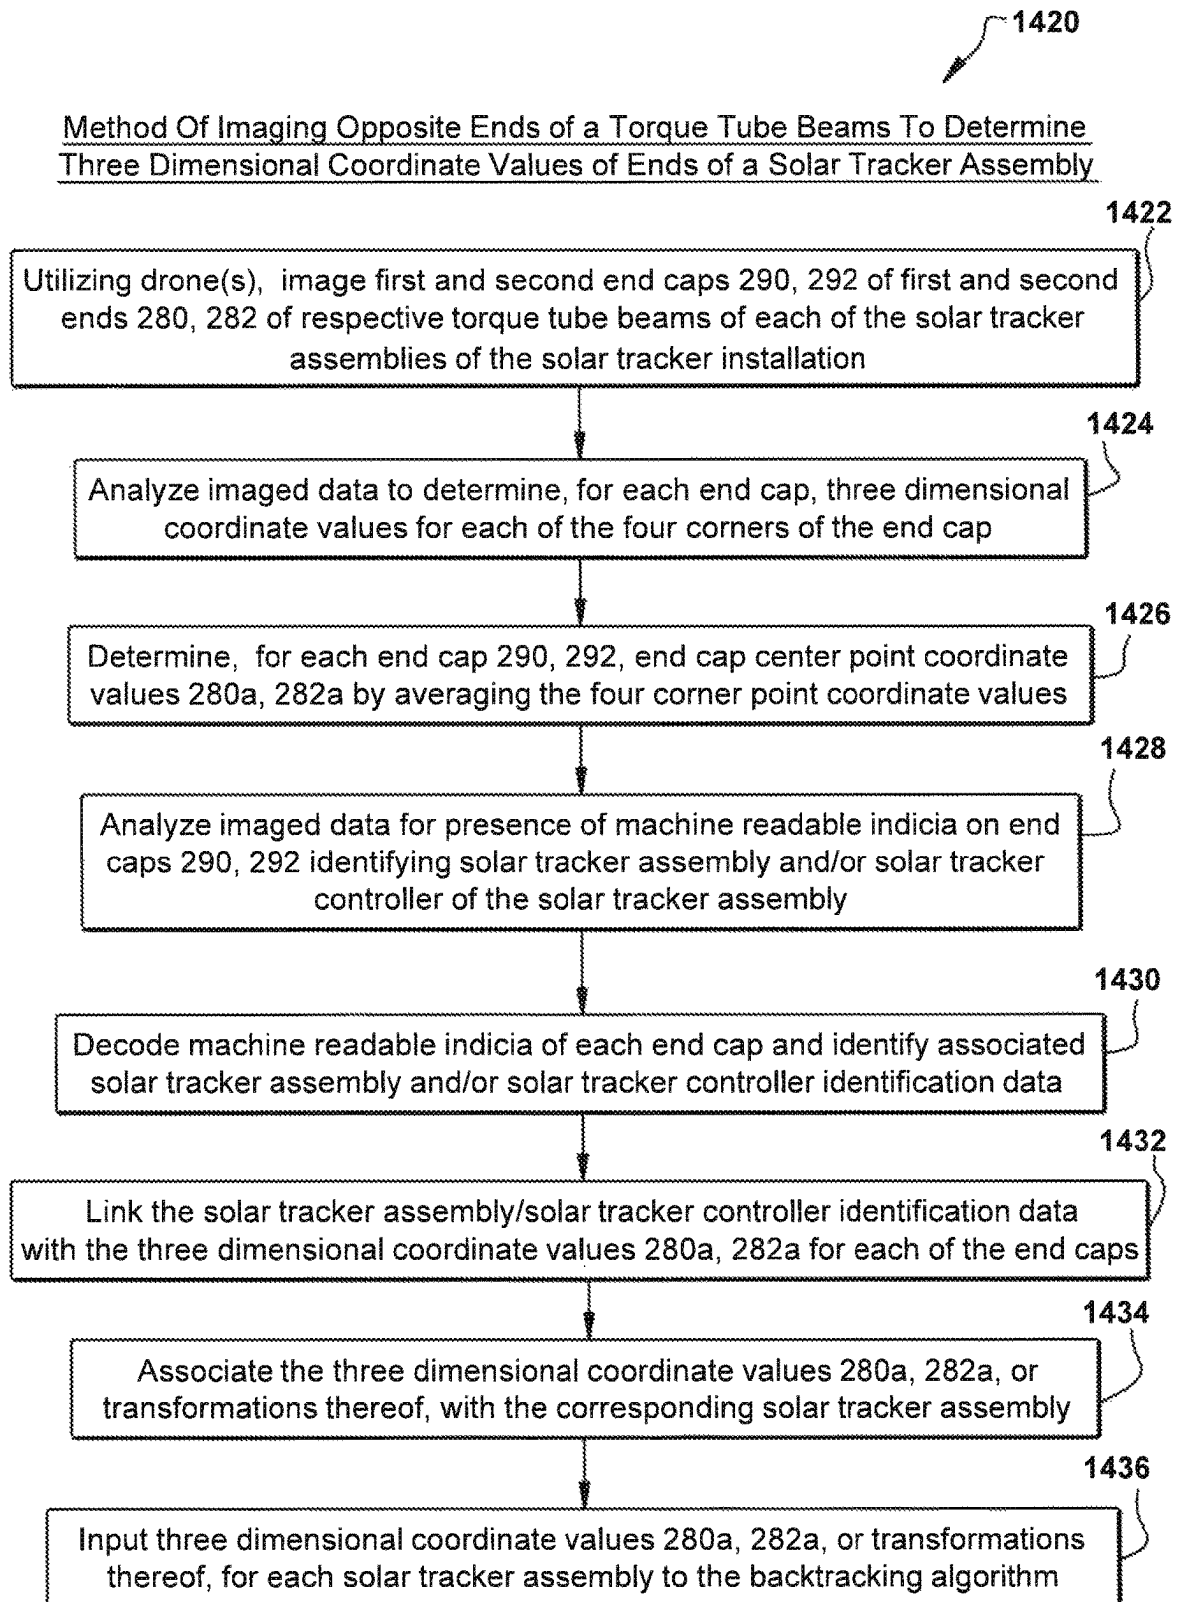 1420
Method Of Imaging Opposite Ends of a Torque Tube Beams To Determine
Three Dimensional Coordinate Values of Ends of a Solar Tracker Assembly
1422
Utilizing drone(s), image first and second end caps 290, 292 of first and second
ends 280, 282 of respective torque tube beams of each of the solar tracker
assemblies of the solar tracker installation
1424
Analyze imaged data to determine, for each end cap, three dimensional
coordinate values for each of the four corners of the end cap
1426
Determine, for each end cap 290, 292, end cap center point coordinate
values 280a, 282a by averaging the four corner point coordinate values
1428
Analyze imaged data for presence of machine readable indicia on end
caps 290, 292 identifying solar tracker assembly and/or solar tracker
controller of the solar tracker assembly
1430
Decode machine readable indicia of each end cap and identify associated
solar tracker assembly and/or solar tracker controller identification data
1432
Link the solar tracker assembly/solar tracker controller identification data
with the three dimensional coordinate values 280a, 282a for each of the end caps
1434
Associate the three dimensional coordinate values 280a, 282a, or
transformations thereof, with the corresponding solar tracker assembly
1436
Input three dimensional coordinate values 280a, 282a, or transformations
thereof, for each solar tracker assembly to the backtracking algorithm